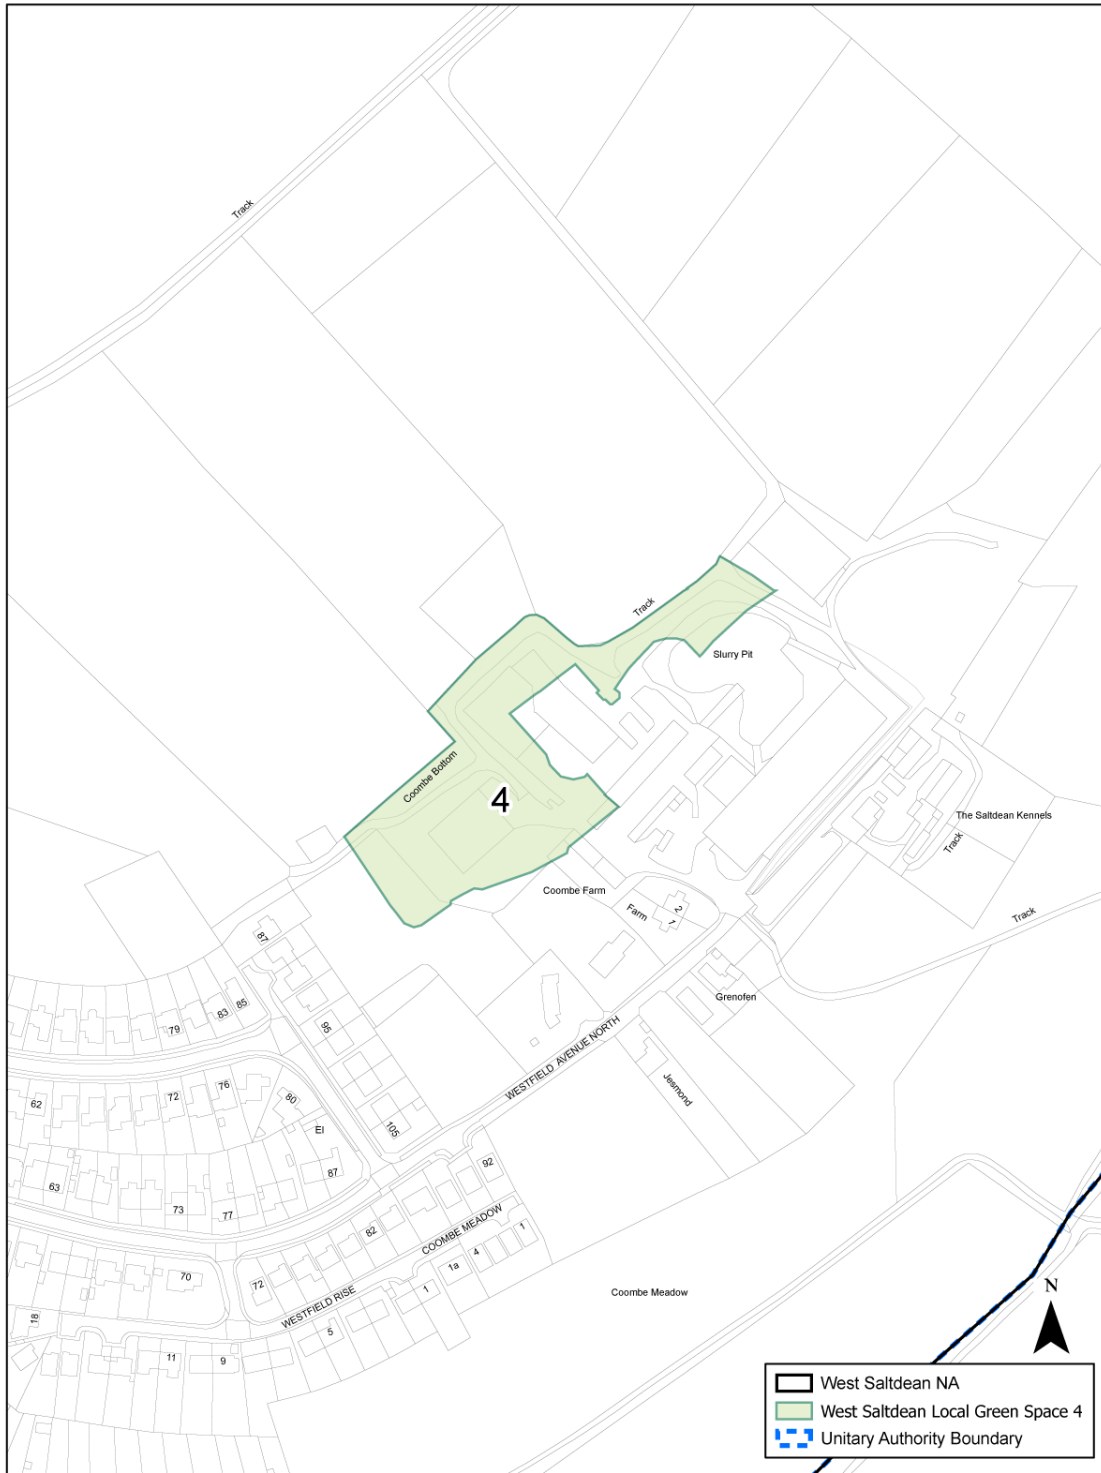 Track
Track
Slurry Pit
Coombe Bottom
4
The Saltdean Kennels
Track
Coombe Farm
Farm
2
1
Track
87
Grenofen
85
83
79
95
WESTFIELD AVENUE NORTH
Jesmond
76
72
80
62
105
El
87
92
63
73
77
82
COOMBE MEADOW
1
4
1a
70
72
1
WESTFIELD RISE
Coombe Meadow
18
5
11
9
N
West Saltdean NA
West Saltdean Local Green Space 4
Unitary Authority Boundary